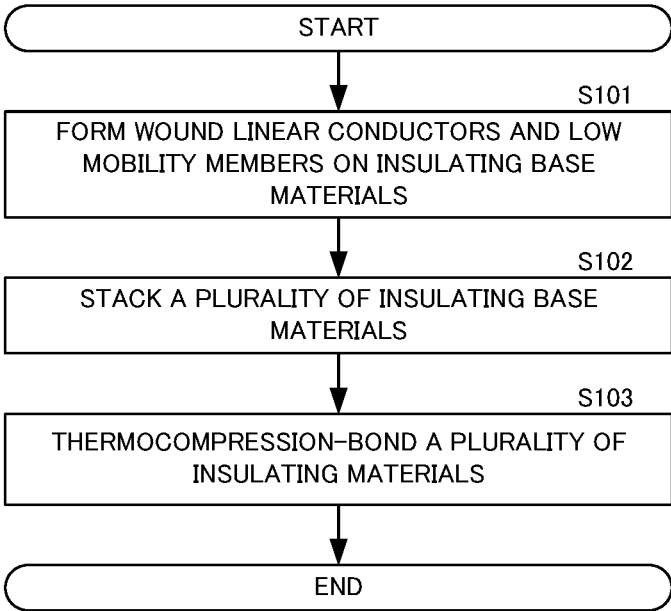 START
S101
FORM WOUND LINEAR CONDUCTORS AND LOW
MOBILITY MEMBERS ON INSULATING BASE
MATERIALS
S102
STACK A PLURALITY OF INSULATING BASE
MATERIALS
S103
THERMOCOMPRESSION-BOND A PLURALITY OF
INSULATING MATERIALS
END